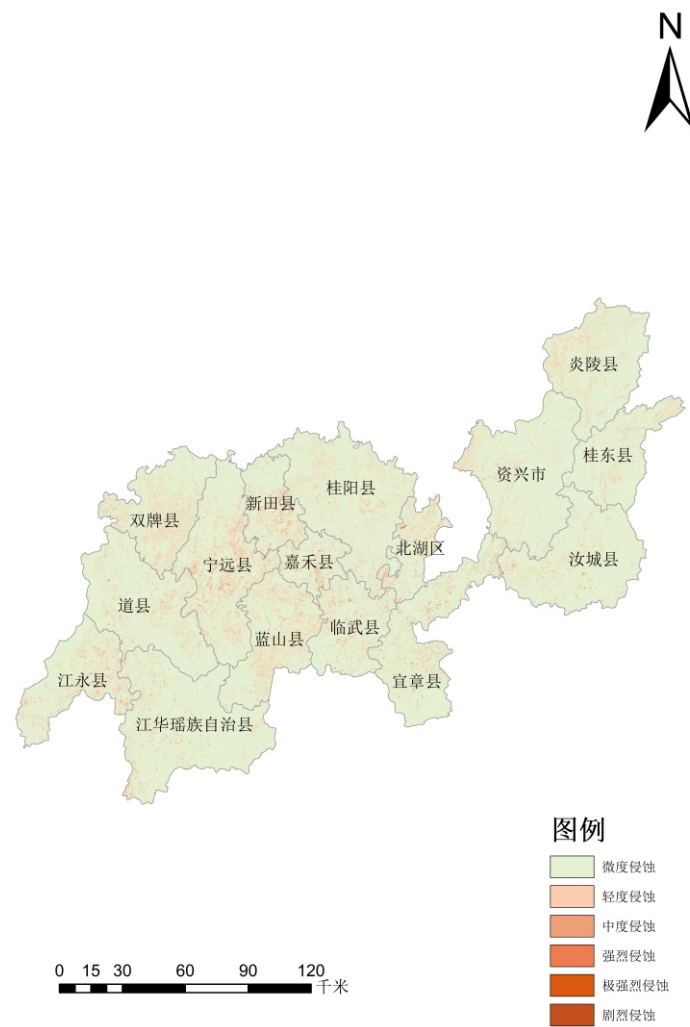 N
炎陵县
桂东县
资兴市
桂阳县
新田县
双牌县
北湖区
汝城县
嘉禾县
宁远县
道县
临武县
蓝山县
江永县
宜章县
江华瑶族自治县
图例
微度侵蚀
轻度侵蚀
中度侵蚀
强烈侵蚀
极强烈侵蚀
剧烈侵蚀
0 15 30 60 90 120
千米